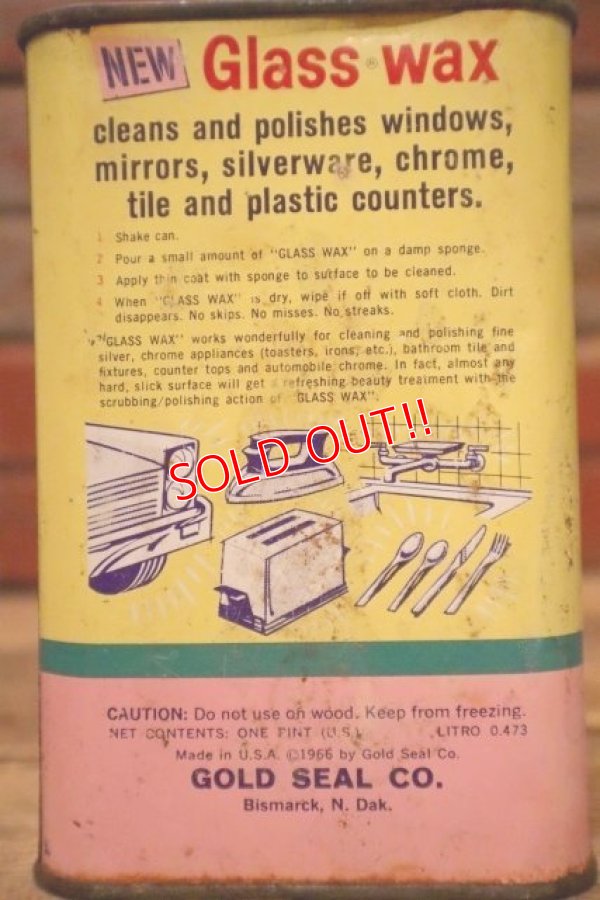 NEW Glass® wax
cleans and polishes windows,
mirrors, silverware, chrome,
tile and plastic counters.
1 Shake can.
2 Pour a small amount of "GLASS WAX" on a damp sponge.
3 Apply thin coat with sponge to surface to be cleaned.
4 When "GLASS WAX" is dry, wipe if off with soft cloth. Dirt
disappears. No skips. No misses. No streaks.
"GLASS WAX" works wonderfully for cleaning and polishing fine
silver, chrome appliances (toasters, irons, etc.), bathroom tile and
fixtures, counter tops and automobile chrome. In fact, almost any
hard, slick surface will get a refreshing beauty treatment with the
scrubbing/polishing action of "GLASS WAX".
SOLD OUT!!
CAUTION: Do not use on wood. Keep from freezing.
NET CONTENTS: ONE PINT (U.S.) LITRO 0.473
Made in U.S.A. ©1966 by Gold Seal Co.
GOLD SEAL CO.
Bismarck, N. Dak.